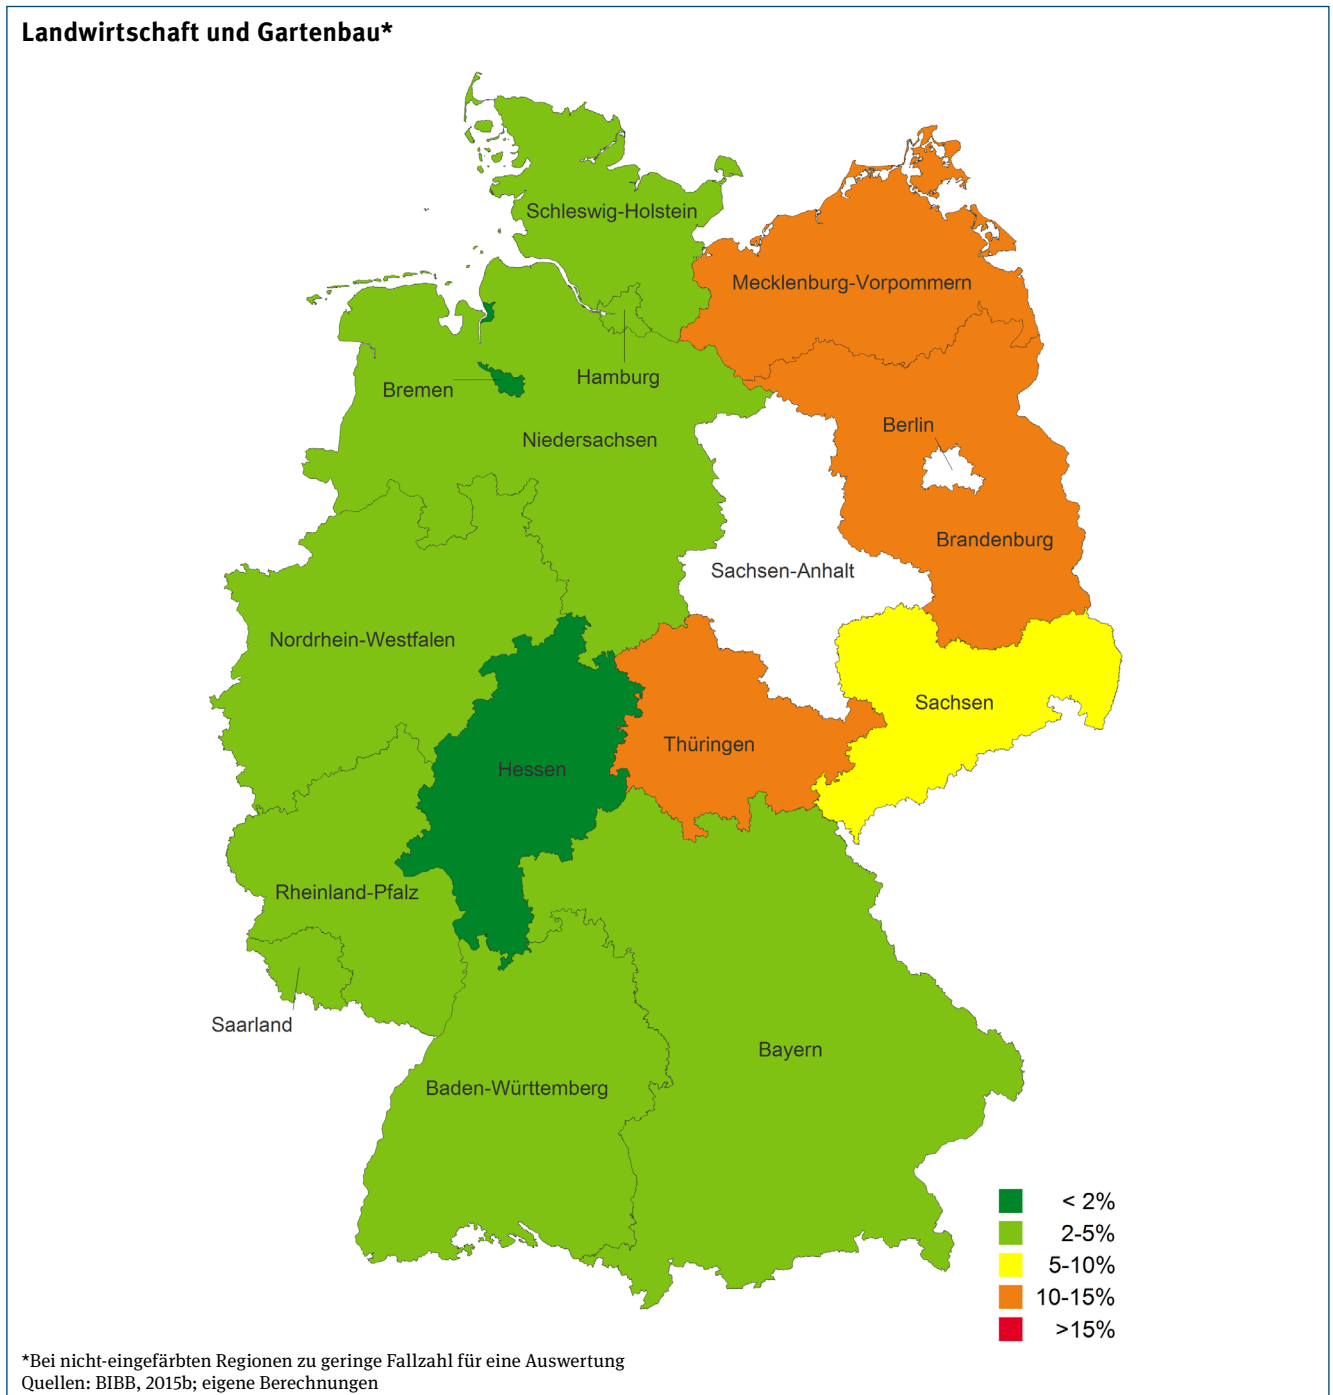 Landwirtschaft und Gartenbau*
Schleswig-Holstein
Mecklenburg-Vorpommern
Hamburg
Bremen
Berlin
Niedersachsen
Brandenburg
Sachsen-Anhalt
Nordrhein-Westfalen
Sachsen
Thüringen
Hessen
Rheinland-Pfalz
Saarland
Bayern
Baden-Württemberg
< 2%
2-5%
5-10%
10-15%
>15%
*Bei nicht-eingefärbten Regionen zu geringe Fallzahl für eine Auswertung
Quellen: BIBB, 2015b; eigene Berechnungen